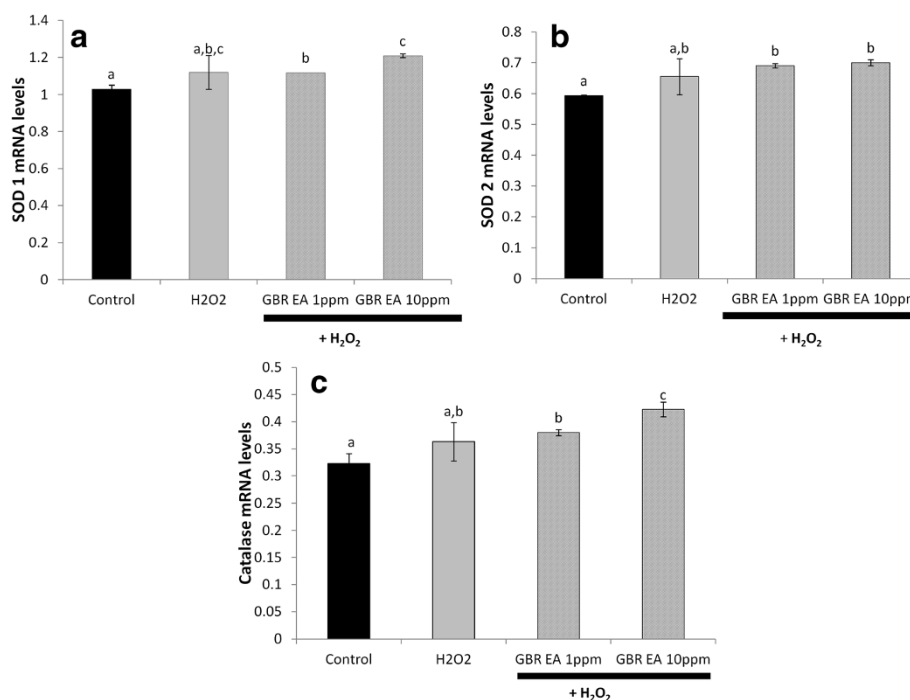 a
SOD 1 mRNA levels
1.4
1.2
1
0.8
0.6
0.4
0.2
0
a
a,b,c
b
c
Control
H2O2
GBR EA 1ppm
GBR EA 10ppm
+ H₂O₂
b
SOD 2 mRNA levels
0.8
0.7
0.6
0.5
0.4
0.3
0.2
0.1
0
a
a,b
b
b
Control
H2O2
GBR EA 1ppm
GBR EA 10ppm
+ H₂O₂
c
Catalase mRNA levels
0.5
0.45
0.4
0.35
0.3
0.25
0.2
0.15
0.1
0.05
0
a
a,b
b
c
Control
H2O2
GBR EA 1ppm
GBR EA 10ppm
+ H₂O₂